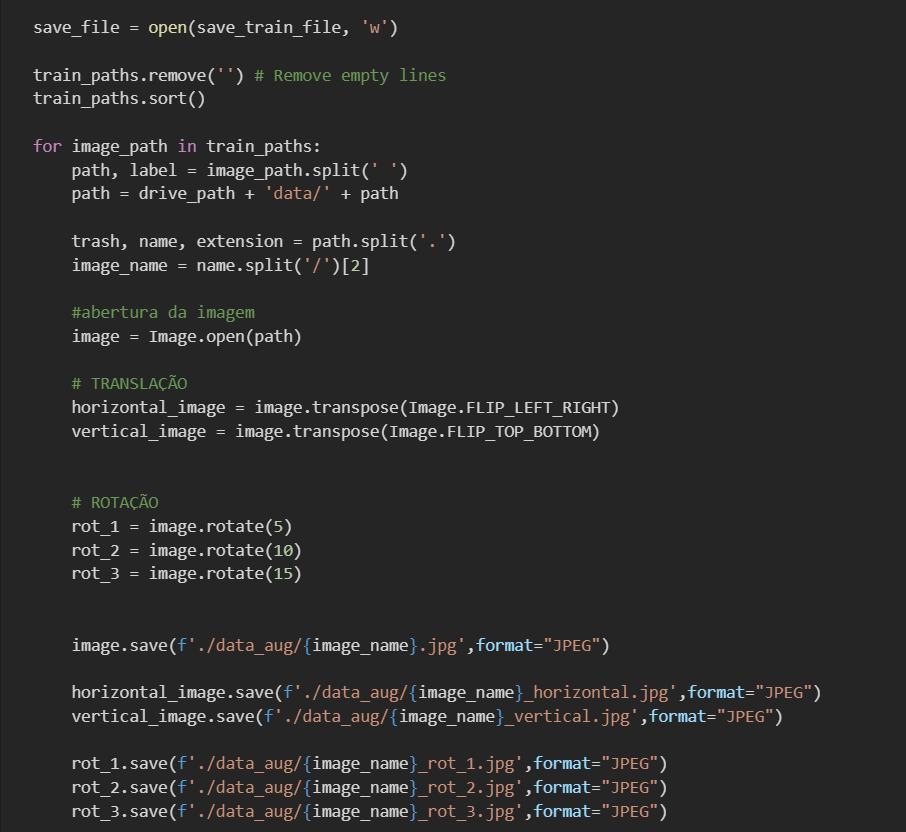 save_file = open(save_train_file, 'w')
train_paths.remove('') # Remove empty lines
train_paths.sort()
for image_path in train_paths:
path, label = image_path.split(' ')
path = drive_path + 'data/' + path
trash, name, extension = path.split('.')
image_name = name.split('/')[2]
#abertura da imagem
image = Image.open(path)
# TRANSLAÇÃO
horizontal_image = image.transpose(Image.FLIP_LEFT_RIGHT)
vertical_image = image.transpose(Image.FLIP_TOP_BOTTOM)
# ROTAÇÃO
rot_1 = image.rotate(5)
rot_2 = image.rotate(10)
rot_3 = image.rotate(15)
image.save(f'./data_aug/{image_name}.jpg',format="JPEG")
horizontal_image.save(f'./data_aug/{image_name}_horizontal.jpg',format="JPEG")
vertical_image.save(f'./data_aug/{image_name}_vertical.jpg',format="JPEG")
rot_1.save(f'./data_aug/{image_name}_rot_1.jpg',format="JPEG")
rot_2.save(f'./data_aug/{image_name}_rot_2.jpg',format="JPEG")
rot_3.save(f'./data_aug/{image_name}_rot_3.jpg',format="JPEG")